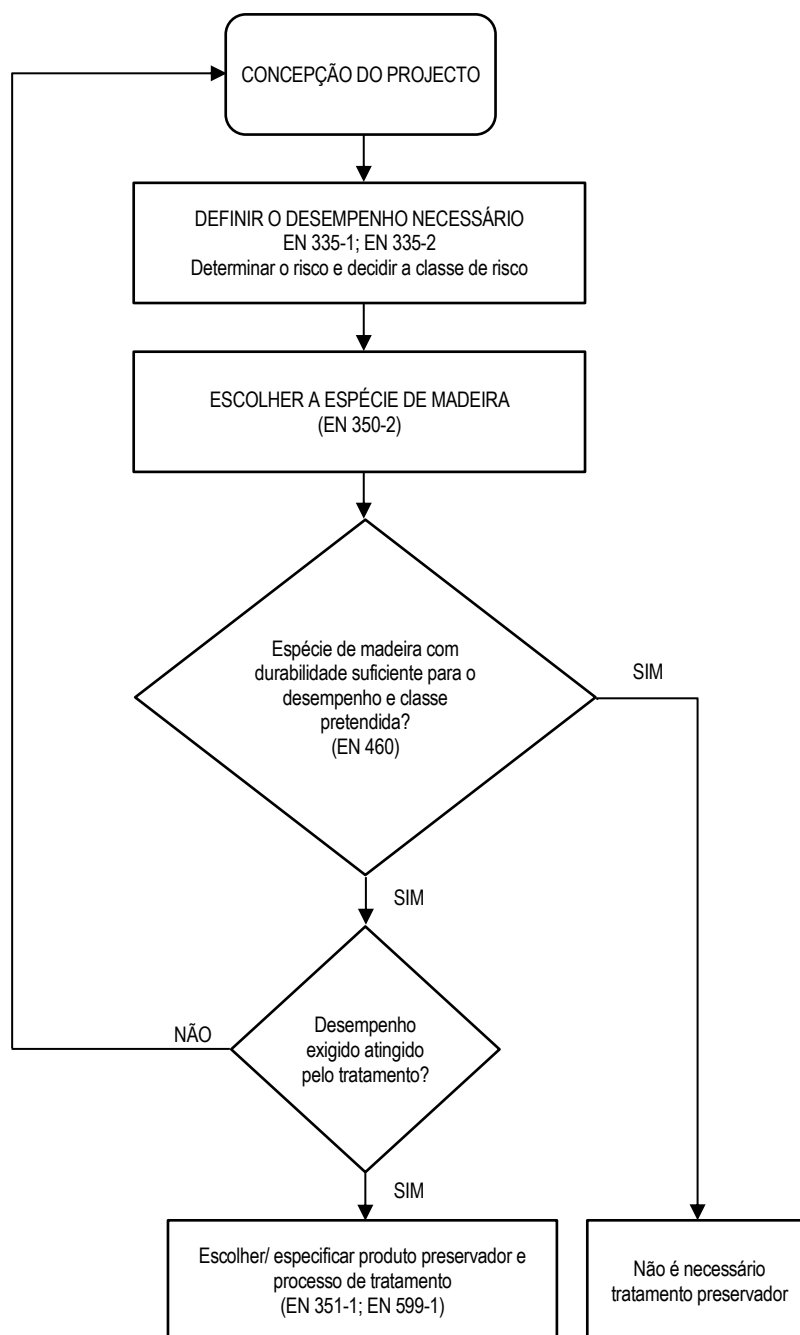 CONCEPÇÃO DO PROJECTO
DEFINIR O DESEMPENHO NECESSÁRIO
EN 335-1; EN 335-2
Determinar o risco e decidir a classe de risco
ESCOLHER A ESPÉCIE DE MADEIRA
(EN 350-2)
Espécie de madeira com
durabilidade suficiente para o
desempenho e classe
pretendida?
(EN 460)
SIM
SIM
NÃO
Desempenho
exigido atingido
pelo tratamento?
SIM
Escolher/ especificar produto preservador e
processo de tratamento
(EN 351-1; EN 599-1)
Não é necessário
tratamento preservador